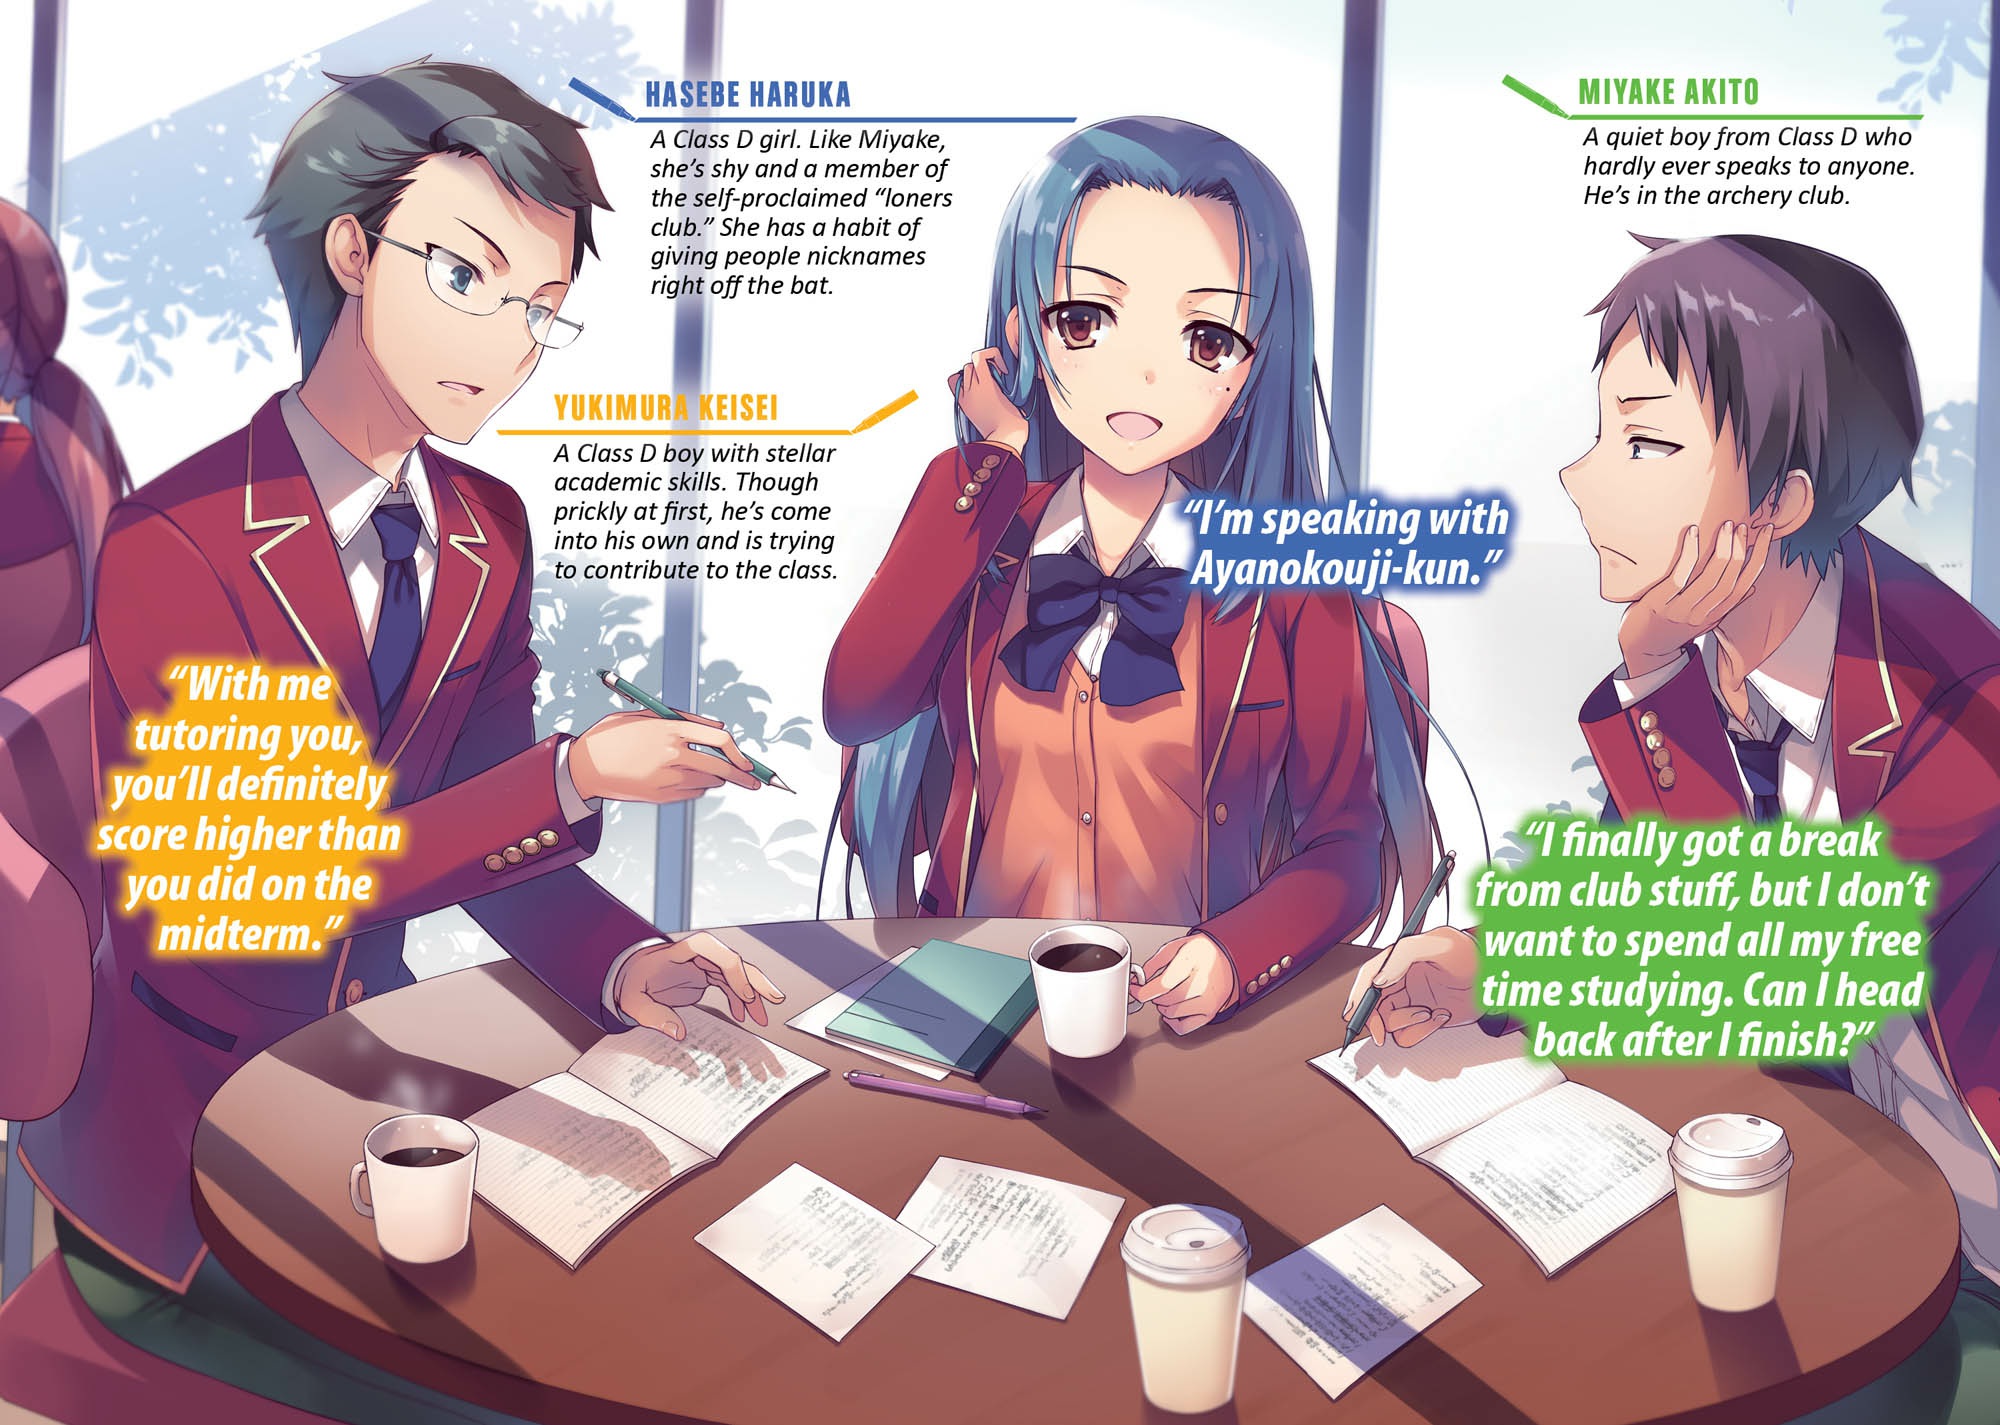 HASEBE HARUKA
A Class D girl. Like Miyake,
she's shy and a member of
the self-proclaimed “loners
club.” She has a habit of
giving people nicknames
right off the bat.
MIYAKE AKITO
A quiet boy from Class D who
hardly ever speaks to anyone.
He's in the archery club.
YUKIMURA KEISEI
A Class D boy with stellar
academic skills. Though
prickly at first, he's come
into his own and is trying
to contribute to the class.
“I'm speaking with
Ayanokouji-kun.”
“With me
tutoring you,
you'll definitely
score higher than
you did on the
midterm.”
“I finally got a break
from club stuff, but I don't
want to spend all my free
time studying. Can I head
back after I finish?”